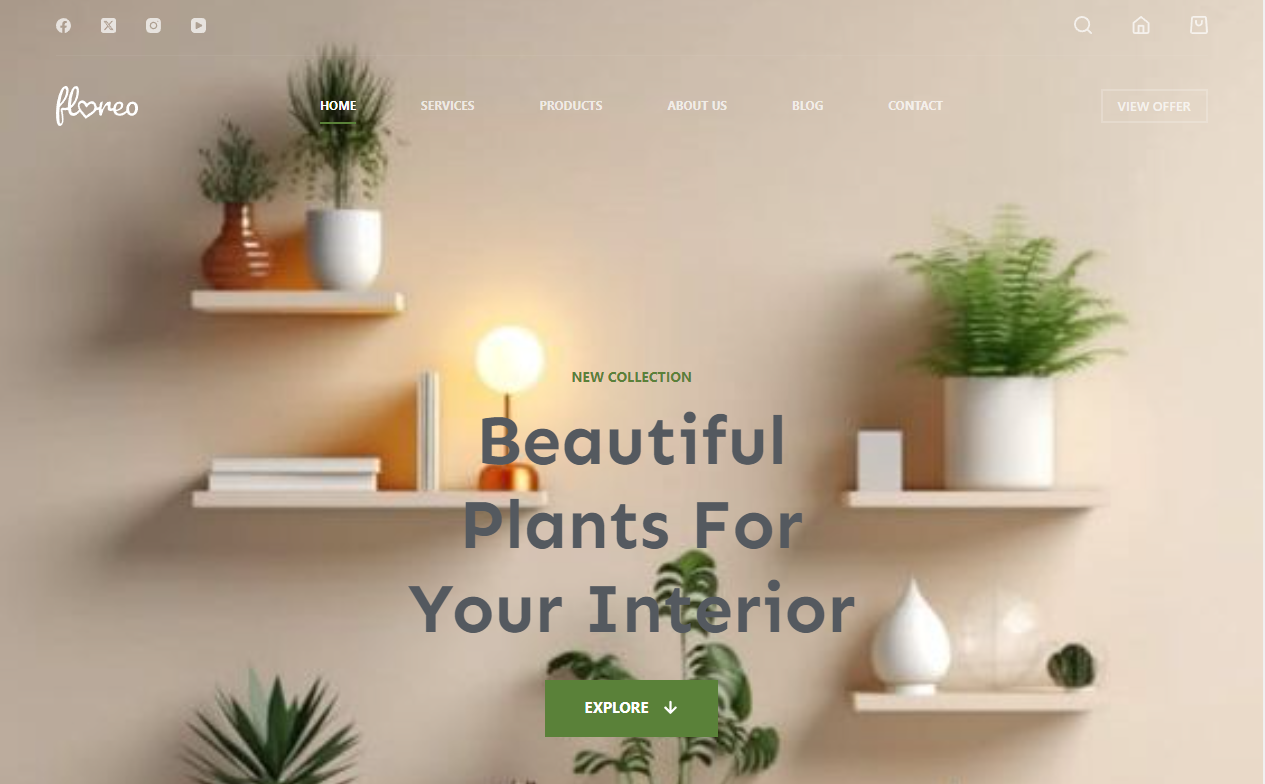 floreo
HOME
SERVICES
PRODUCTS
ABOUT US
BLOG
CONTACT
VIEW OFFER
NEW COLLECTION
Beautiful
Plants For
Your Interior
EXPLORE